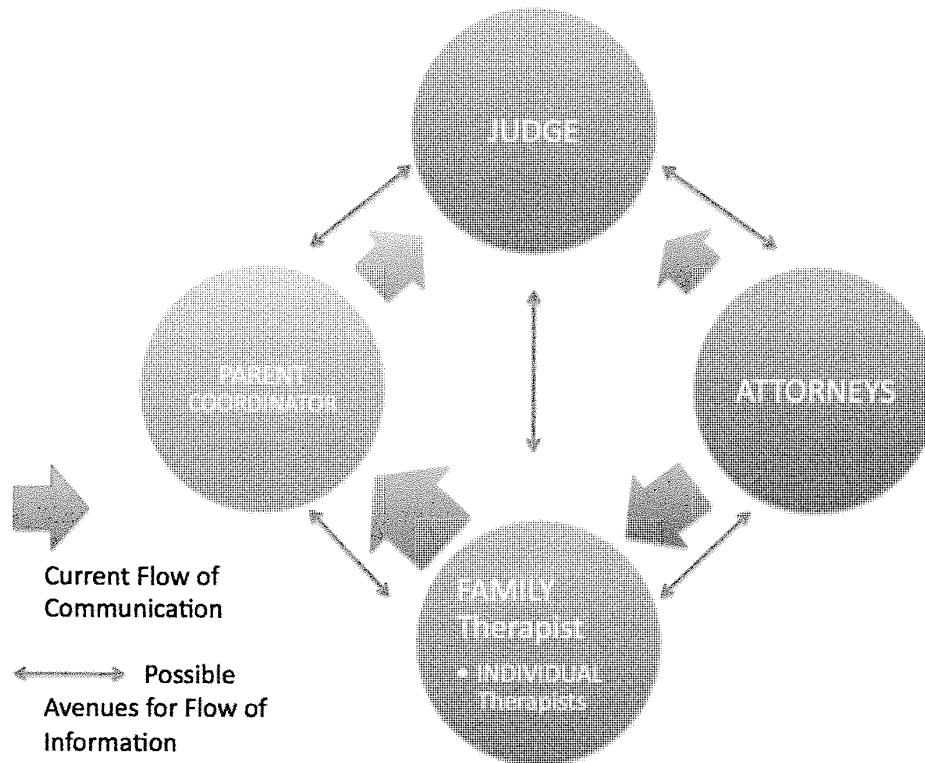 JUDGE
PARENT
COORDINATOR
ATTORNEYS
FAMILY
Therapist
• INDIVIDUAL
Therapists
Current Flow of
Communication
Possible
Avenues for Flow of
Information